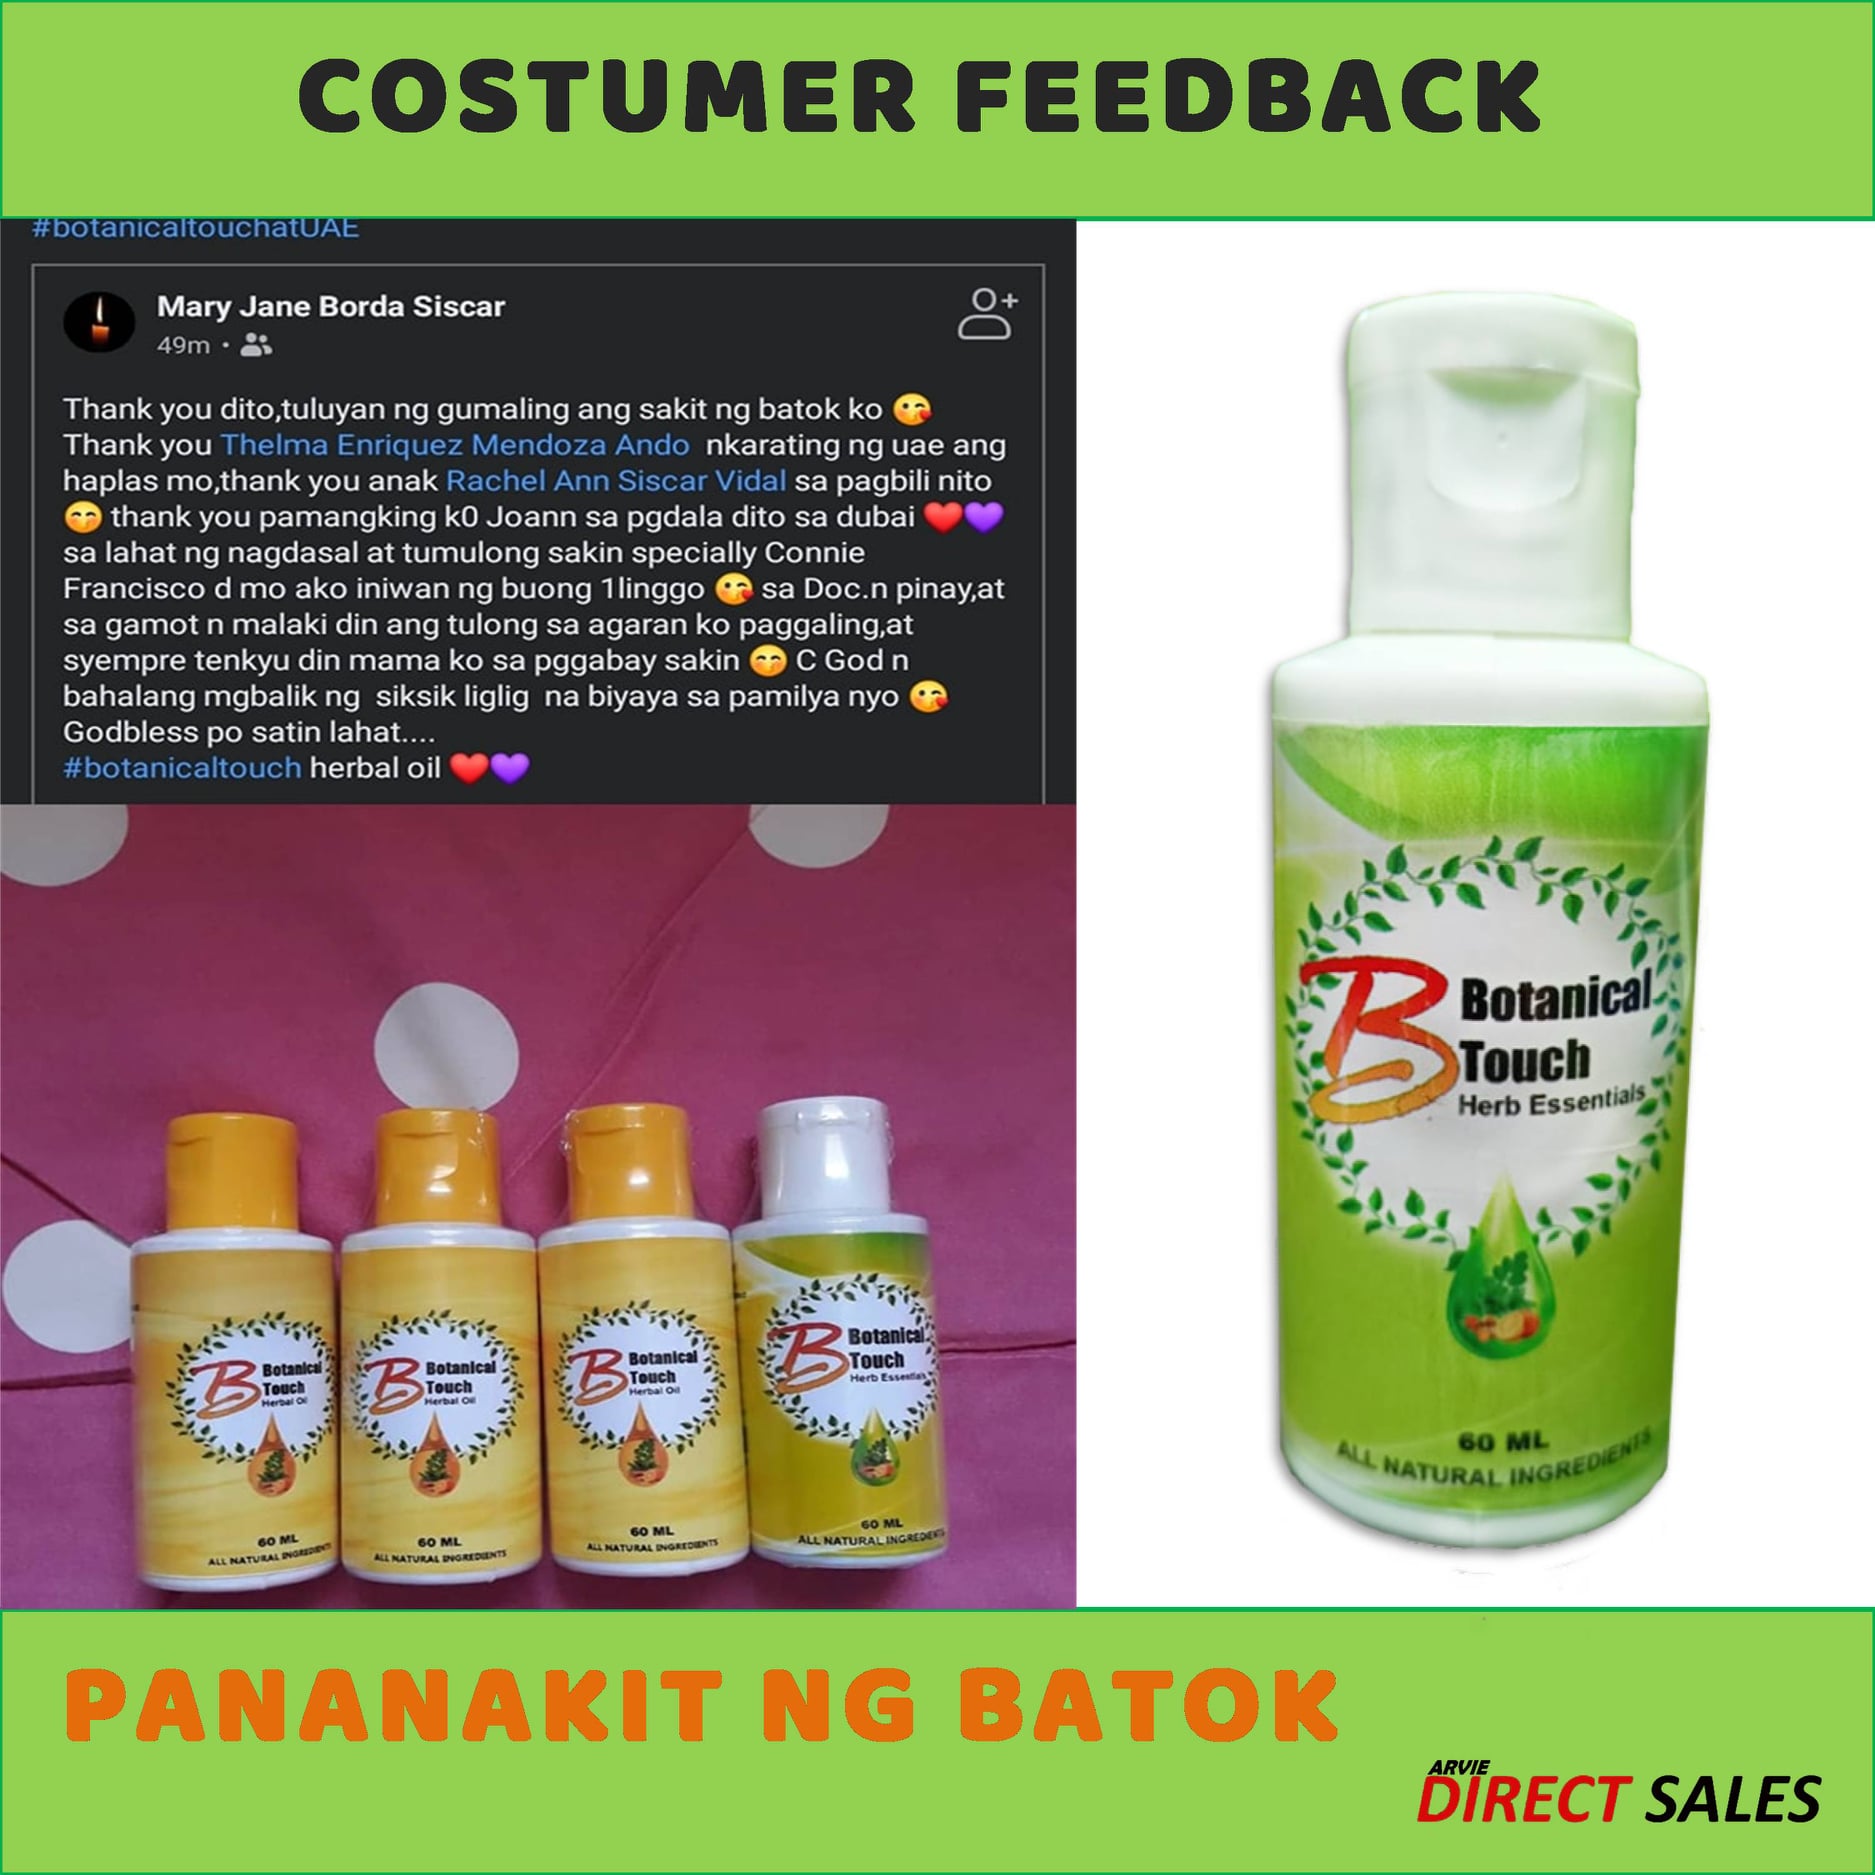 COSTUMER FEEDBACK
#botanicaltouchatUAE
Mary Jane Borda Siscar
49m ·
Thank you dito,tuluyan ng gumaling ang sakit ng batok ko 😘
Thank you Thelma Enriquez Mendoza Ando nkarating ng uae ang
haplas mo,thank you anak Rachel Ann Siscar Vidal sa pagbili nito
😊 thank you pamangking k0 Joann sa pgdala dito sa dubai ❤️💜
sa lahat ng nagdasal at tumulong sakin specially Connie
Francisco d mo ako iniwan ng buong 1linggo 😘 sa Doc.n pinay,at
sa gamot n malaki din ang tulong sa agaran ko paggaling,at
syempre tenkyu din mama ko sa pggabay sakin 😊 C God n
bahalang mgbalik ng siksik liglig na biyaya sa pamilya nyo 😘
Godbless po satin lahat....
#botanicaltouch herbal oil ❤️💜
B Botanical
Touch
Herbal Oil
60 ML
ALL NATURAL INGREDIENTS
B Botanical
Touch
Herbal Oil
60 ML
ALL NATURAL INGREDIENTS
B Botanical
Touch
Herbal Oil
60 ML
ALL NATURAL INGREDIENTS
B Botanical
Touch
Herb Essentials
60 ML
ALL NATURAL INGREDIENTS
B Botanical
Touch
Herb Essentials
60 ML
ALL NATURAL INGREDIENTS
PANANAKIT NG BATOK
ARVIE
DIRECT SALES